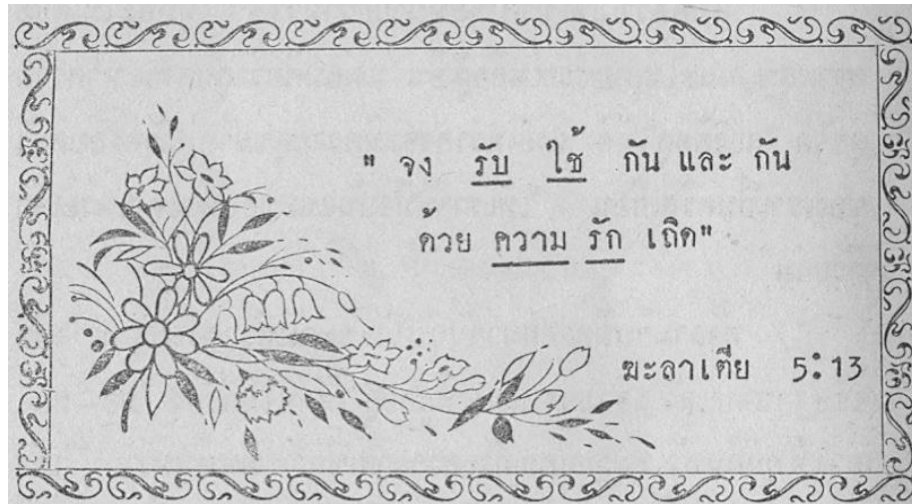 " จง รับ ใช้ กัน และ กัน
ด้วย ความ รัก เถิด"
ฆะลาเตีย 5:13